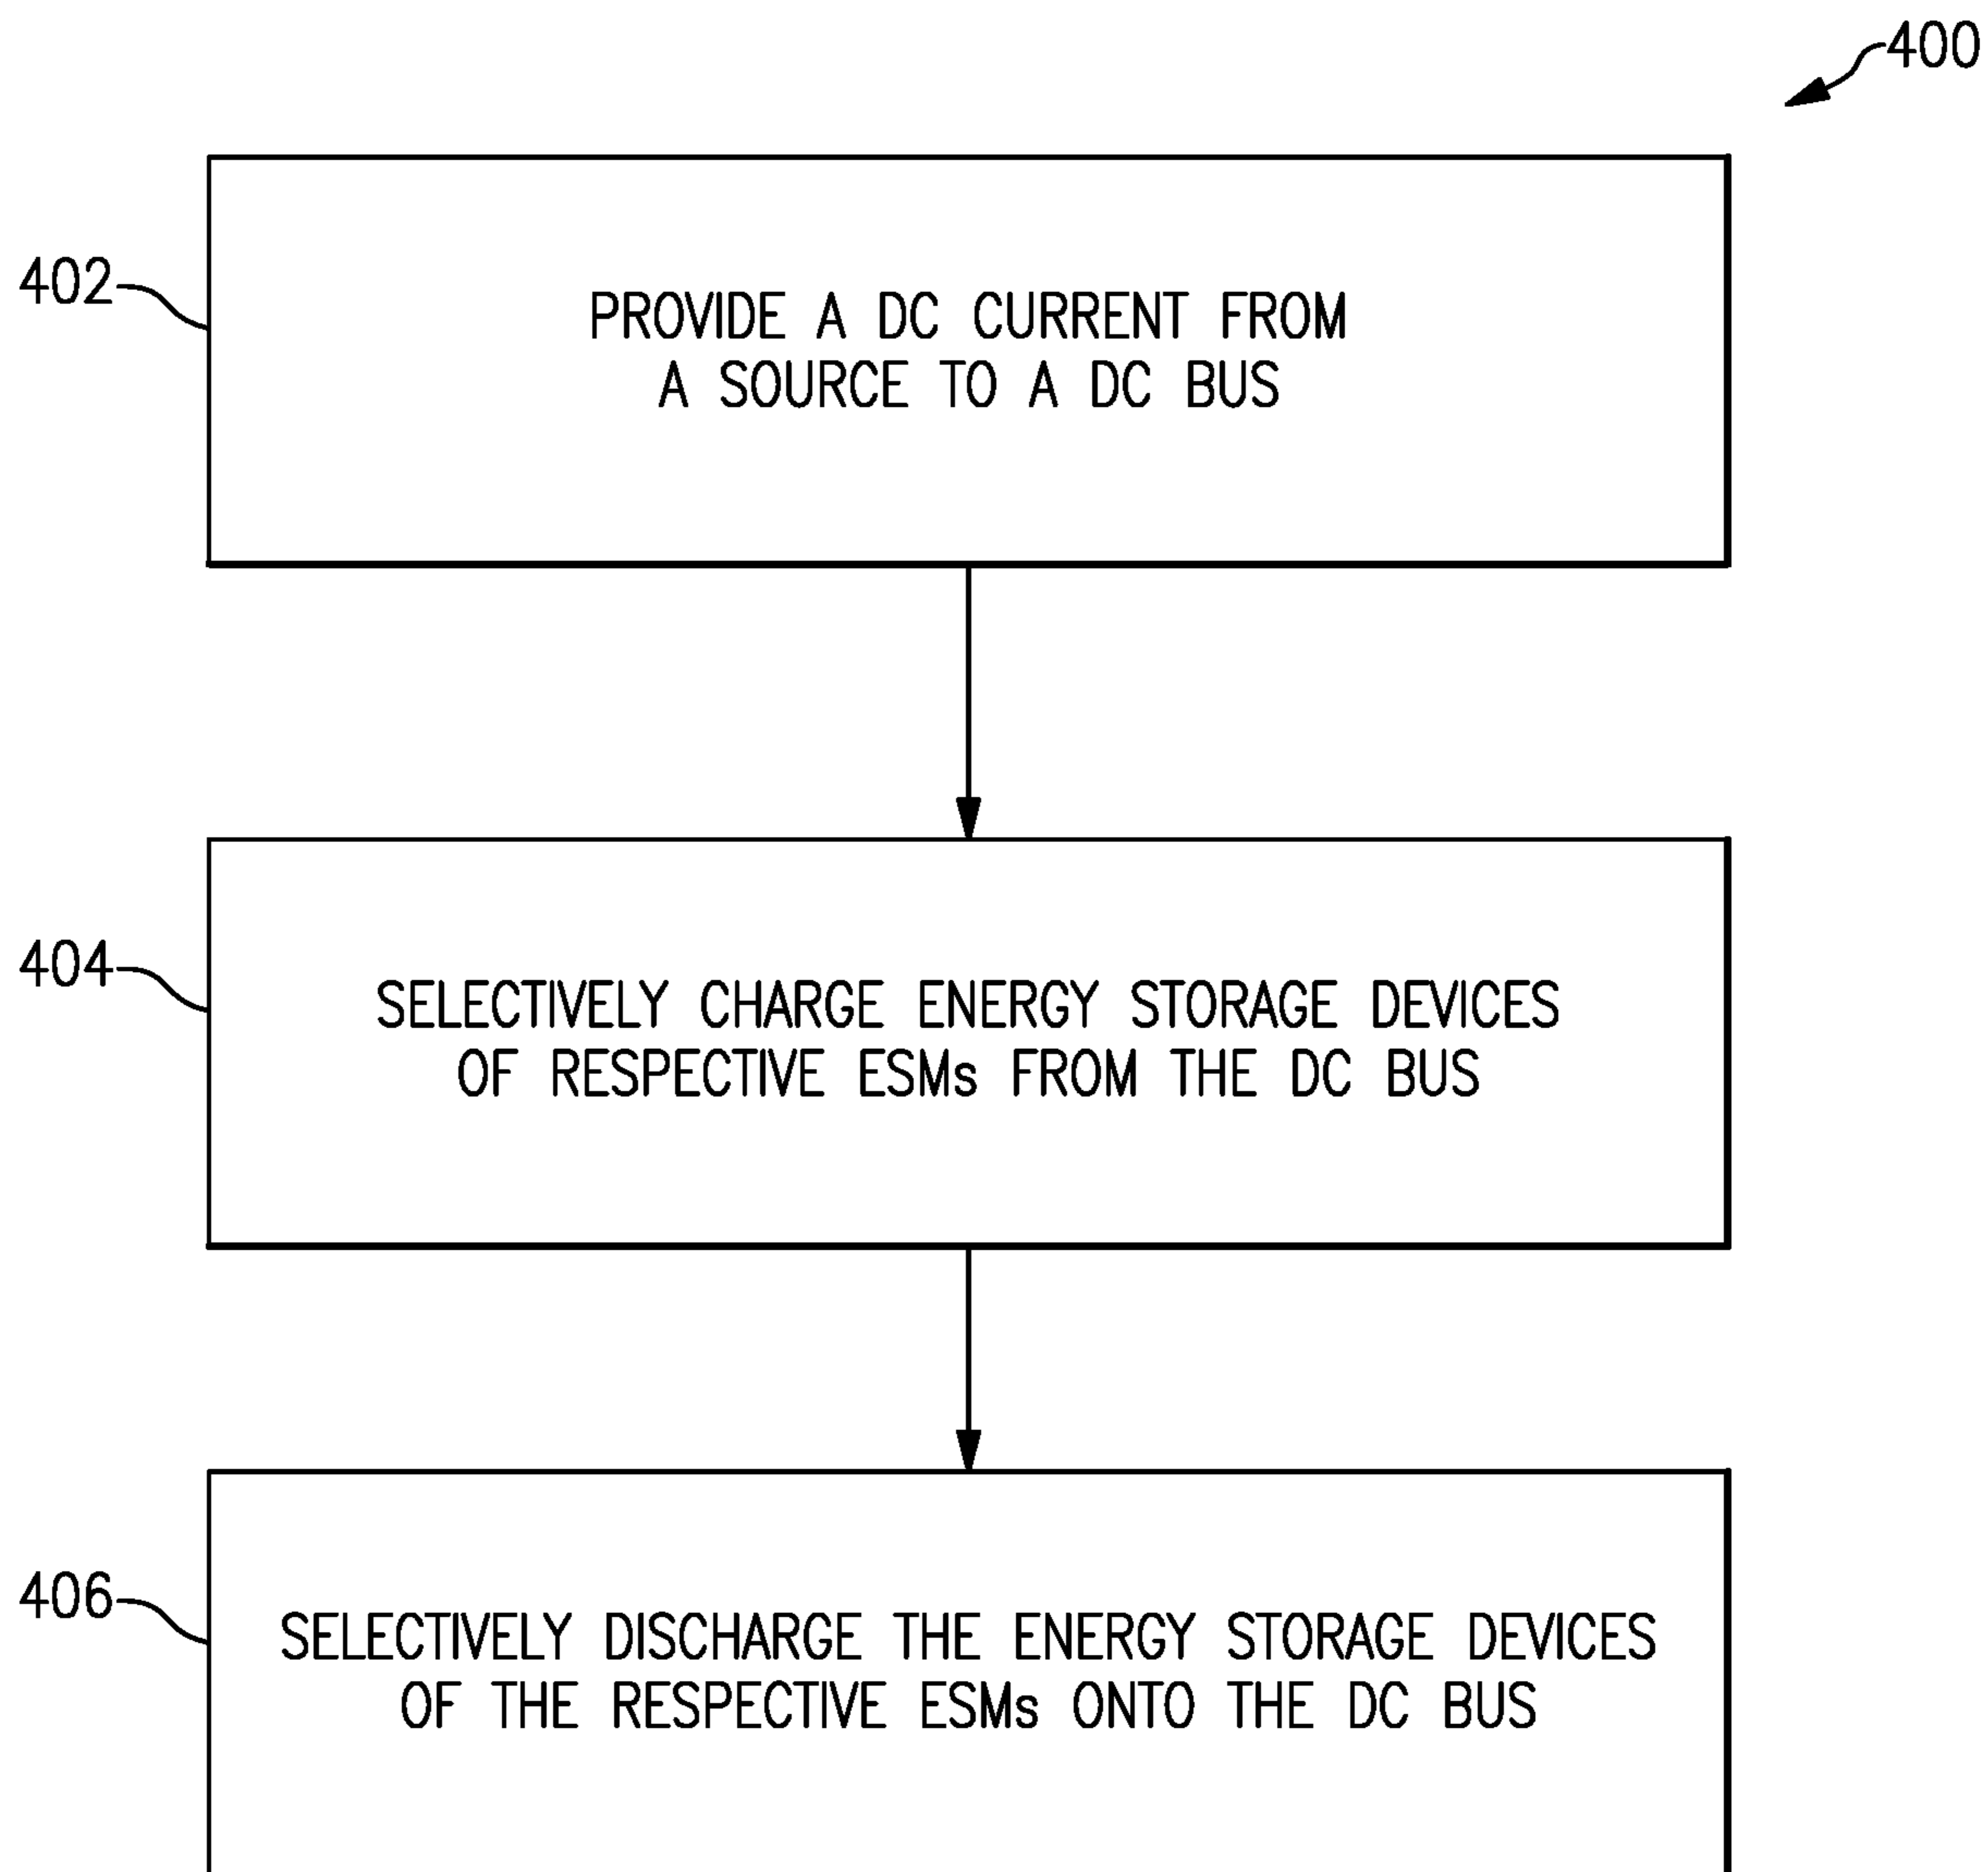 400
402
PROVIDE A DC CURRENT FROM
A SOURCE TO A DC BUS
404
SELECTIVELY CHARGE ENERGY STORAGE DEVICES
OF RESPECTIVE ESMs FROM THE DC BUS
406
SELECTIVELY DISCHARGE THE ENERGY STORAGE DEVICES
OF THE RESPECTIVE ESMs ONTO THE DC BUS